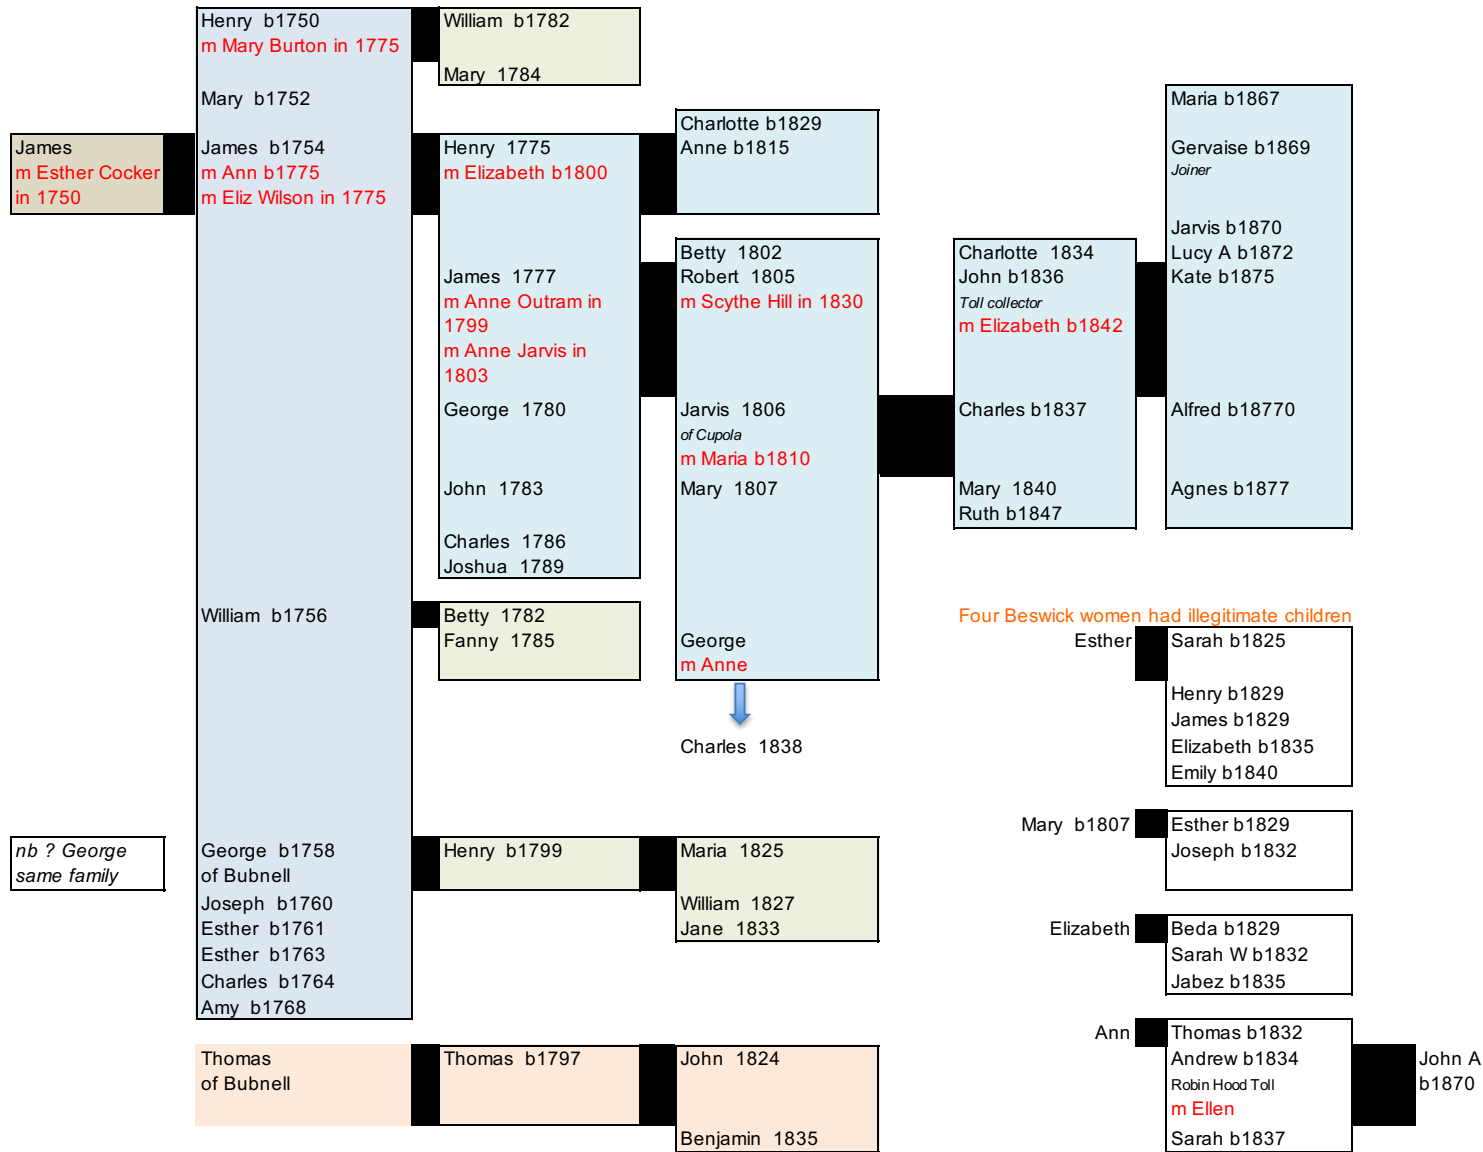 James
m Esther Cocker
in 1750
nb ? George
same family
Henry b1750
m Mary Burton in 1775
Mary b1752
James b1754
m Ann b1775
m Eliz Wilson in 1775
William b1756
George b1758
of Bubnell
Joseph b1760
Esther b1761
Esther b1763
Charles b1764
Amy b1768
Thomas
of Bubnell
William b1782
Mary 1784
Henry 1775
m Elizabeth b1800
James 1777
m Anne Outram in
1799
m Anne Jarvis in
1803
George 1780
John 1783
Charles 1786
Joshua 1789
Betty 1782
Fanny 1785
Henry b1799
Thomas b1797
Charlotte b1829
Anne b1815
Betty 1802
Robert 1805
m Scythe Hill in 1830
Jarvis 1806
of Cupola
m Maria b1810
Mary 1807
George
m Anne
Charles 1838
Maria 1825
William 1827
Jane 1833
John 1824
Benjamin 1835
Charlotte 1834
John b1836
Toll collector
m Elizabeth b1842
Charles b1837
Mary 1840
Ruth b1847
Maria b1867
Gervaise b1869
Joiner
Jarvis b1870
Lucy A b1872
Kate b1875
Alfred b18770
Agnes b1877
Four Beswick women had illegitimate children
Esther
Sarah b1825
Henry b1829
James b1829
Elizabeth b1835
Emily b1840
Mary b1807
Esther b1829
Joseph b1832
Elizabeth
Beda b1829
Sarah W b1832
Jabez b1835
Ann
Thomas b1832
Andrew b1834
Robin Hood Toll
m Ellen
Sarah b1837
John A
b1870